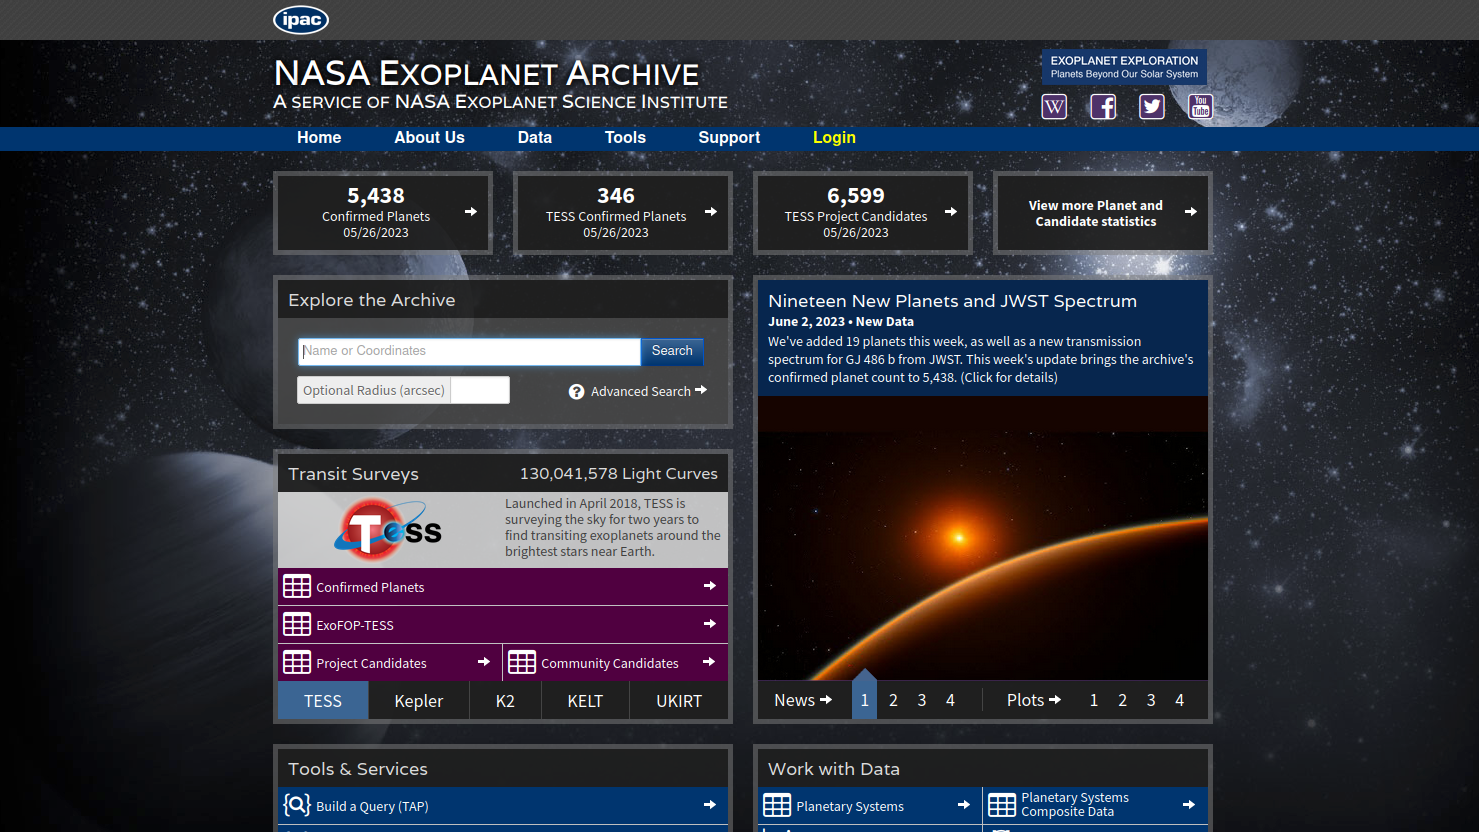 ipac
NASA EXOPLANET ARCHIVE
A SERVICE OF NASA EXOPLANET SCIENCE INSTITUTE
EXOPLANET EXPLORATION
Planets Beyond Our Solar System
W
You
Tube
Home About Us Data Tools Support Login
5,438
Confirmed Planets
05/26/2023
346
TESS Confirmed Planets
05/26/2023
6,599
TESS Project Candidates
05/26/2023
View more Planet and
Candidate statistics
Explore the Archive
Name or Coordinates
Search
Optional Radius (arcsec)
? Advanced Search
Transit Surveys 130,041,578 Light Curves
Tess
Launched in April 2018, TESS is
surveying the sky for two years to
find transiting exoplanets around the
brightest stars near Earth.
Confirmed Planets
ExoFOP-TESS
Project Candidates Community Candidates
TESS Kepler K2 KELT UKIRT
Nineteen New Planets and JWST Spectrum
June 2, 2023 • New Data
We've added 19 planets this week, as well as a new transmission
spectrum for GJ 486 b from JWST. This week's update brings the archive's
confirmed planet count to 5,438. (Click for details)
News 1 2 3 4 Plots 1 2 3 4
Tools & Services
Build a Query (TAP)
Work with Data
Planetary Systems
Planetary Systems
Composite Data